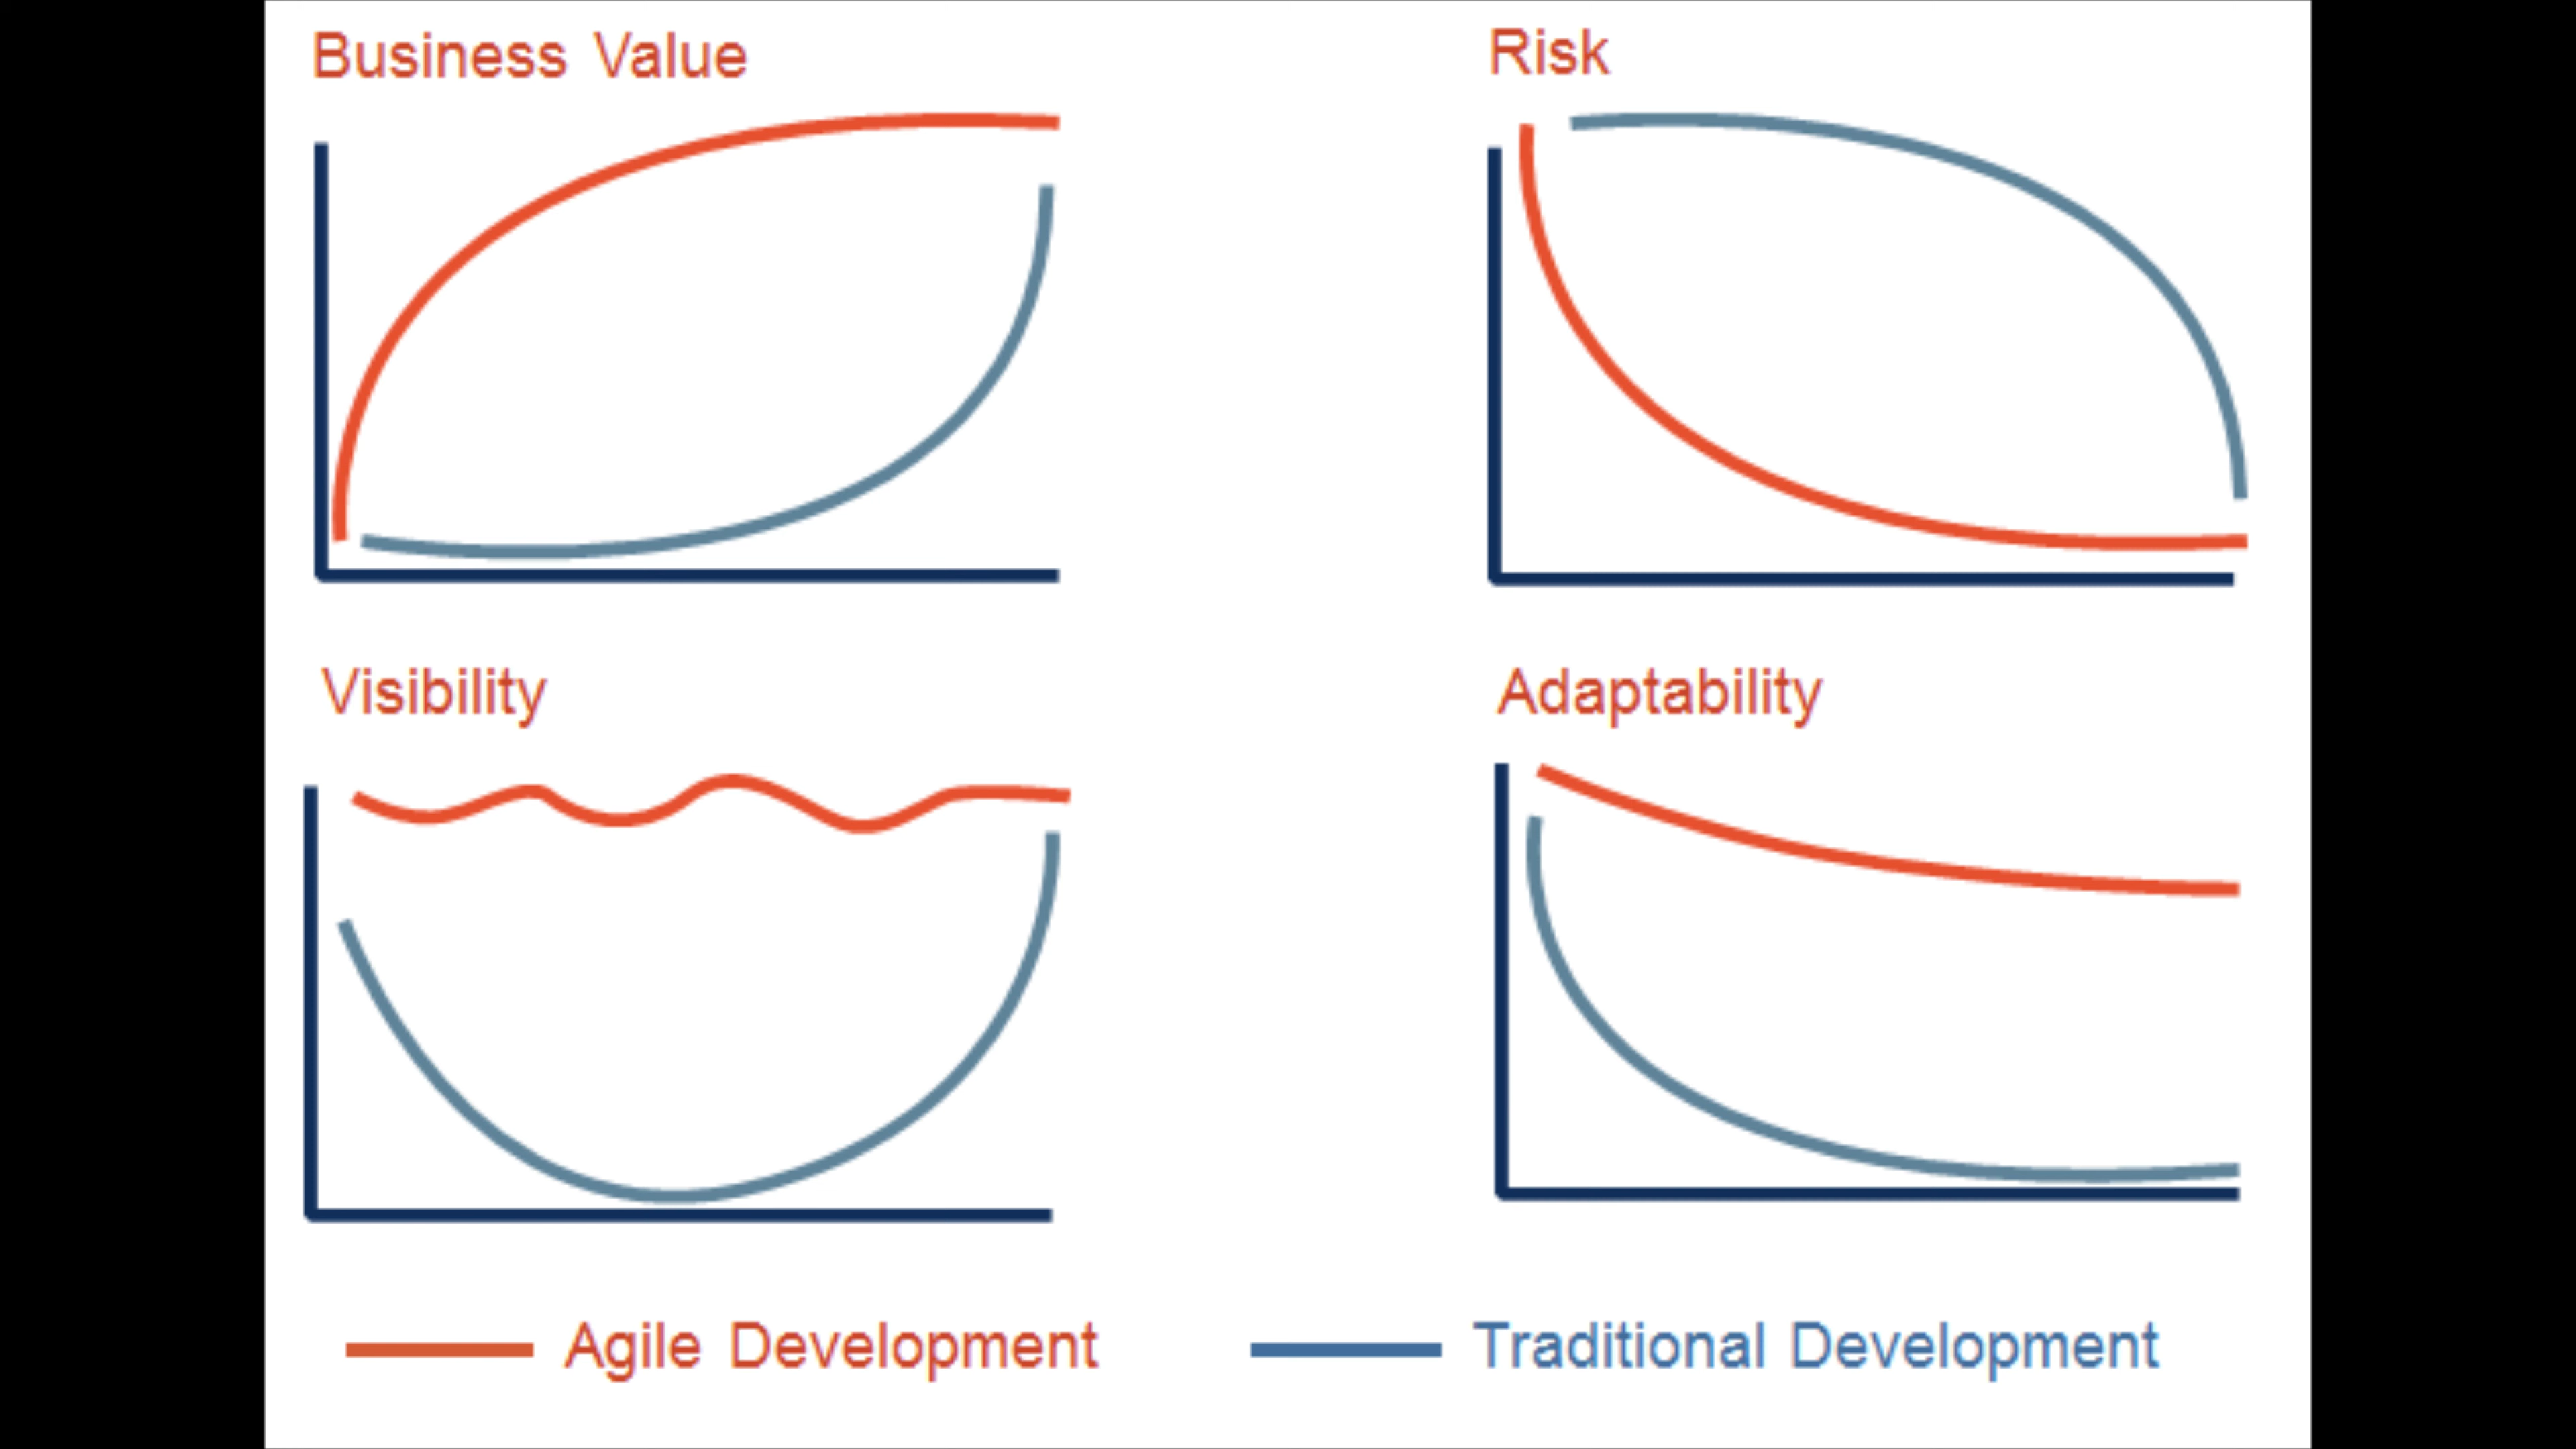 Business Value
Risk
Visibility
Adaptability
Agile Development
Traditional Development